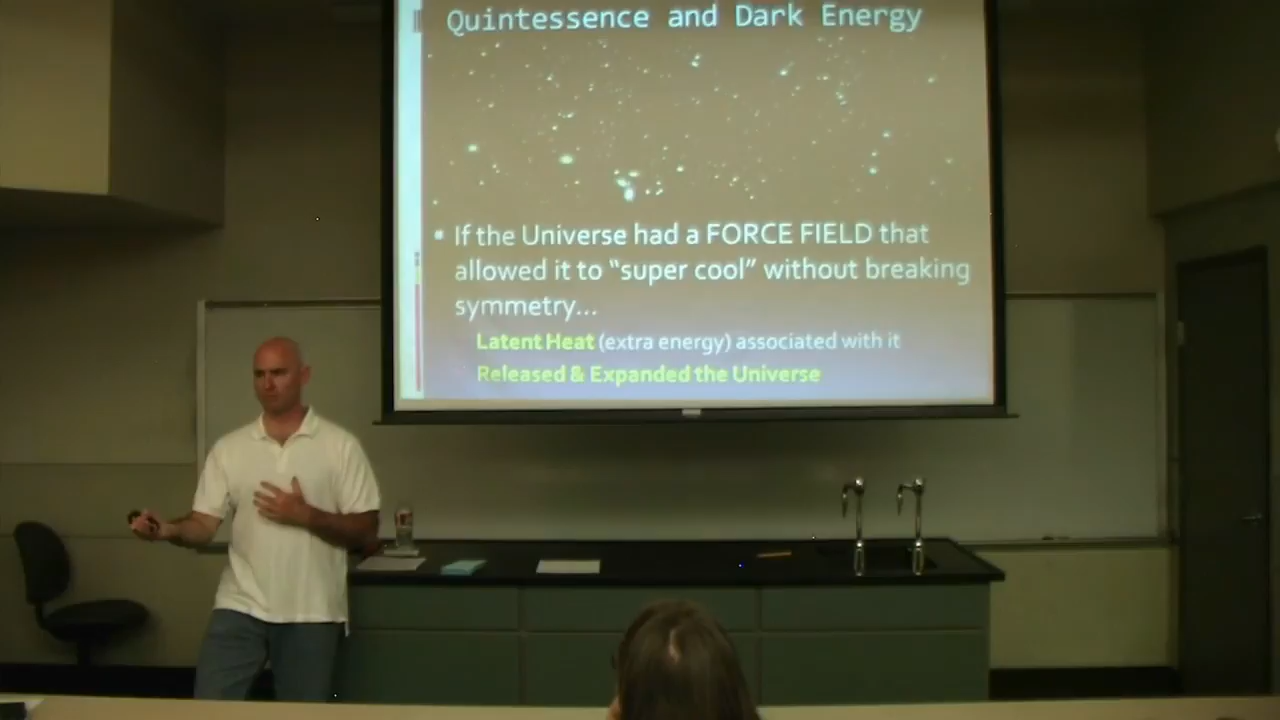 Quintessence and Dark Energy
▪ If the Universe had a FORCE FIELD that
allowed it to “super cool” without breaking
symmetry...
Latent Heat (extra energy) associated with it
Released & Expanded the Universe